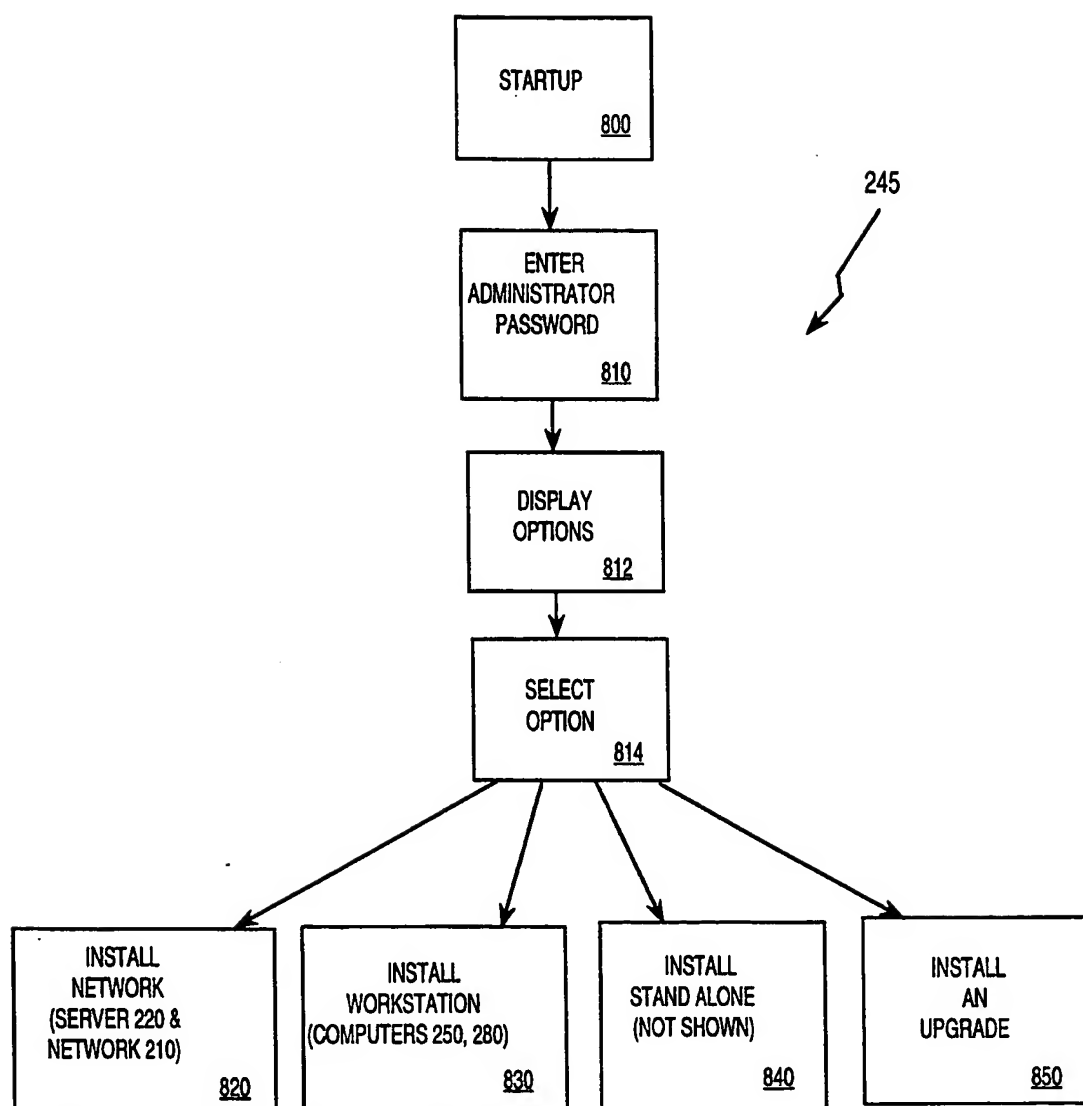 STARTUP
800
245
ENTER
ADMINISTRATOR
PASSWORD
810
DISPLAY
OPTIONS
812
SELECT
OPTION
814
INSTALL
NETWORK
(SERVER 220 &
NETWORK 210)
820
INSTALL
WORKSTATION
(COMPUTERS 250, 280)
830
INSTALL
STAND ALONE
(NOT SHOWN)
840
INSTALL
AN
UPGRADE
850